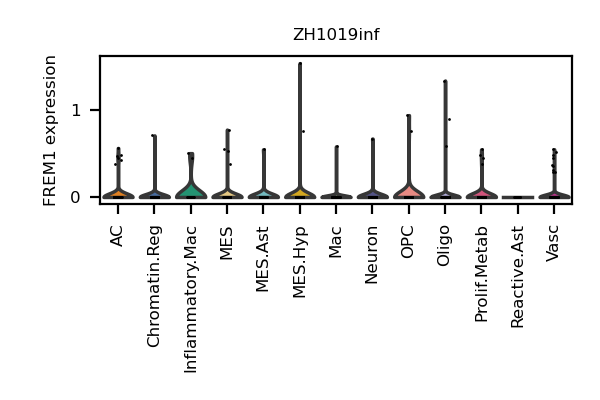 ZH1019inf
FREM1 expression
1
0
AC
Chromatin.Reg
Inflammatory.Mac
MES
MES.Ast
MES.Hyp
Mac
Neuron
OPC
Oligo
Prolif.Metab
Reactive.Ast
Vasc